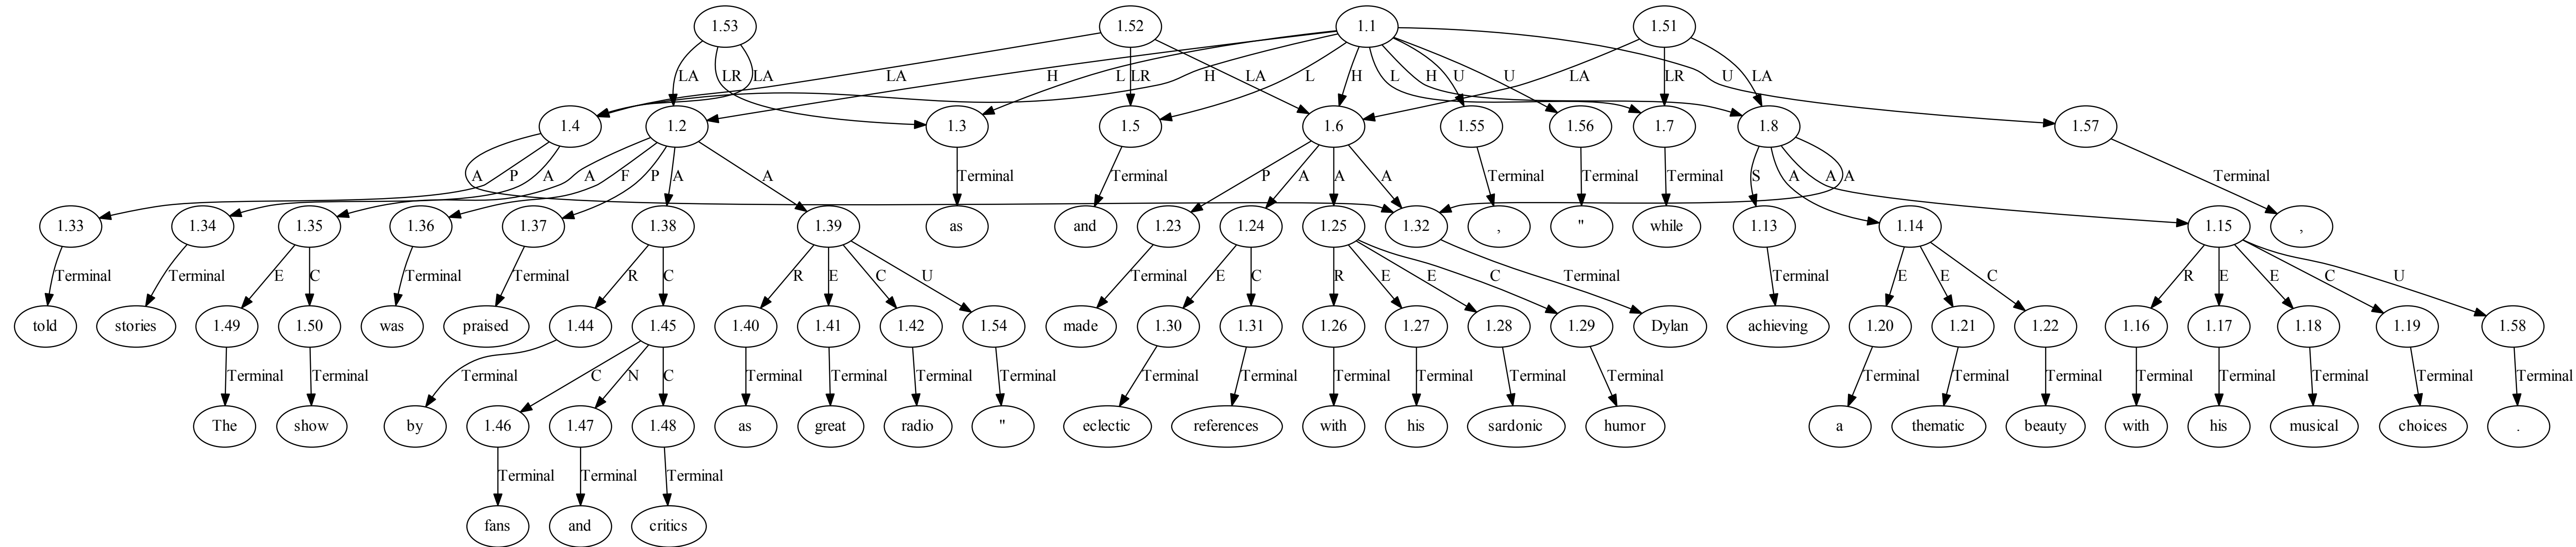 1.53 1.52 1.1 1.51
LA LR LA LA LR LA H L H L H L H U U U LA LR LA
1.4 1.2 1.3 1.5 1.6 1.55 1.56 1.7 1.8 1.57
A P A A F P A A Terminal Terminal P A A A Terminal Terminal Terminal S A A A Terminal
1.33 1.34 1.35 1.36 1.37 1.38 1.39 as and 1.23 1.24 1.25 1.32 , " while 1.13 1.14 1.15 ,
Terminal Terminal E C Terminal Terminal R C R E C U Terminal E C R E E C Terminal Terminal E E C R E E C U
told stories 1.49 1.50 was praised 1.44 1.45 1.40 1.41 1.42 1.54 made 1.30 1.31 1.26 1.27 1.28 1.29 Dylan achieving 1.20 1.21 1.22 1.16 1.17 1.18 1.19 1.58
Terminal Terminal Terminal C N C Terminal Terminal Terminal Terminal Terminal Terminal Terminal Terminal Terminal Terminal Terminal Terminal Terminal Terminal Terminal Terminal Terminal Terminal
The show by 1.46 1.47 1.48 as great radio " eclectic references with his sardonic humor a thematic beauty with his musical choices .
Terminal Terminal Terminal
fans and critics